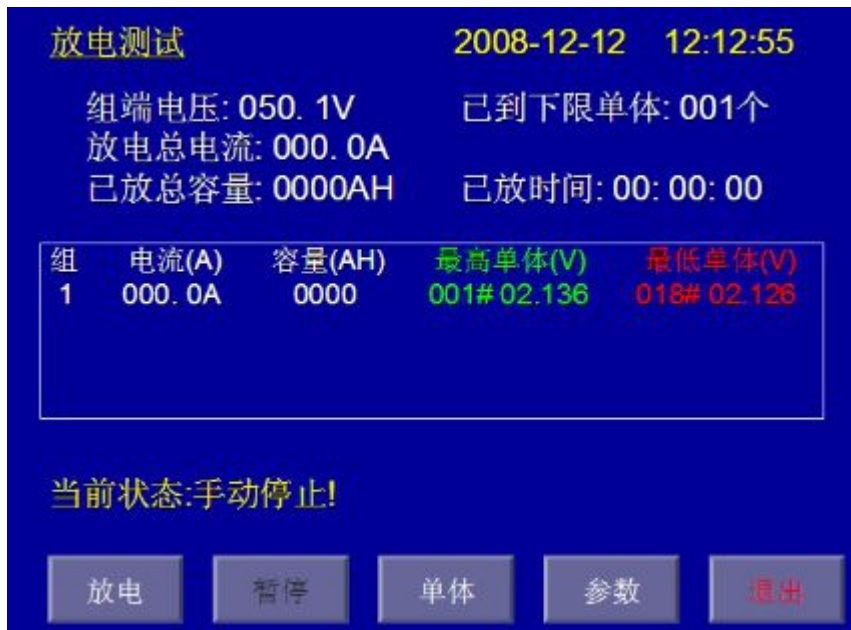 放电测试 2008-12-12 12:12:55
组端电压: 050. 1V 已到下限单体: 001个
放电总电流: 000. 0A
已放总容量: 0000AH 已放时间: 00: 00: 00
组 电流(A) 容量(AH) 最高单体(V) 最低单体(V)
1 000. 0A 0000 001# 02.136 018# 02.126
当前状态:手动停止!
放电 暂停 单体 参数 退出